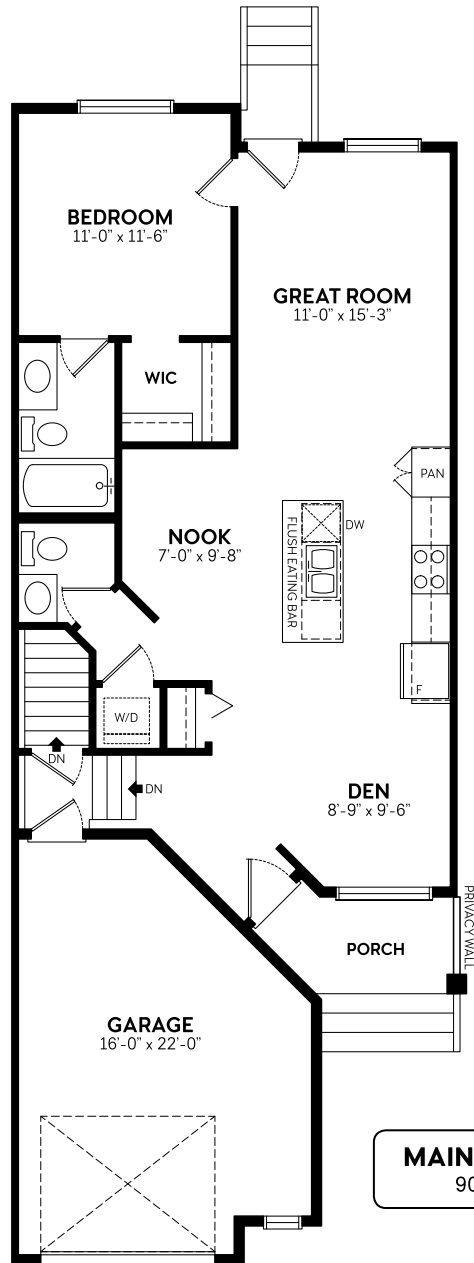 BEDROOM
11'-0" x 11'-6"
GREAT ROOM
11'-0" x 15'-3"
WIC
PAN
NOOK
7'-0" x 9'-8"
FLUSH EATING BAR
DW
F
W/D
DN
DN
DEN
8'-9" x 9'-6"
PRIVACY WALL
PORCH
GARAGE
16'-0" x 22'-0"
MAIN
90